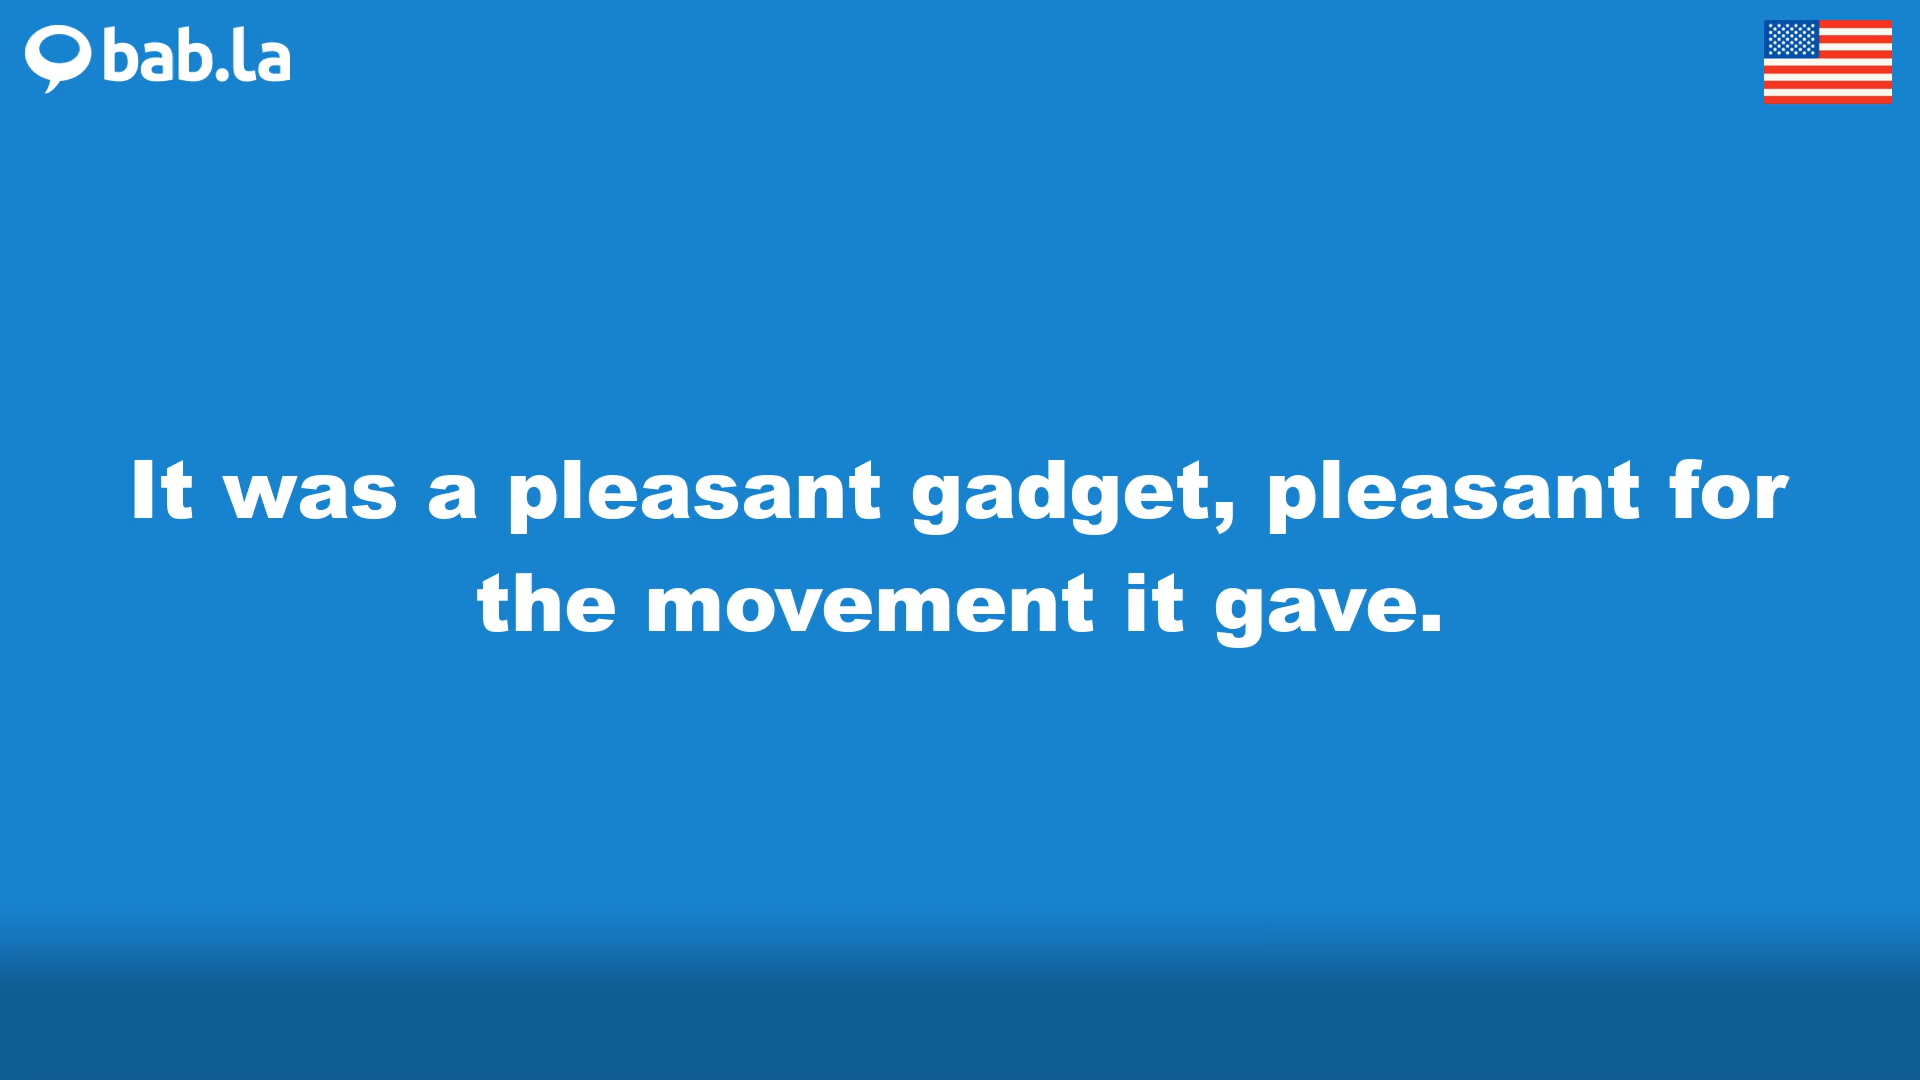 bab.la
It was a pleasant gadget, pleasant for
the movement it gave.